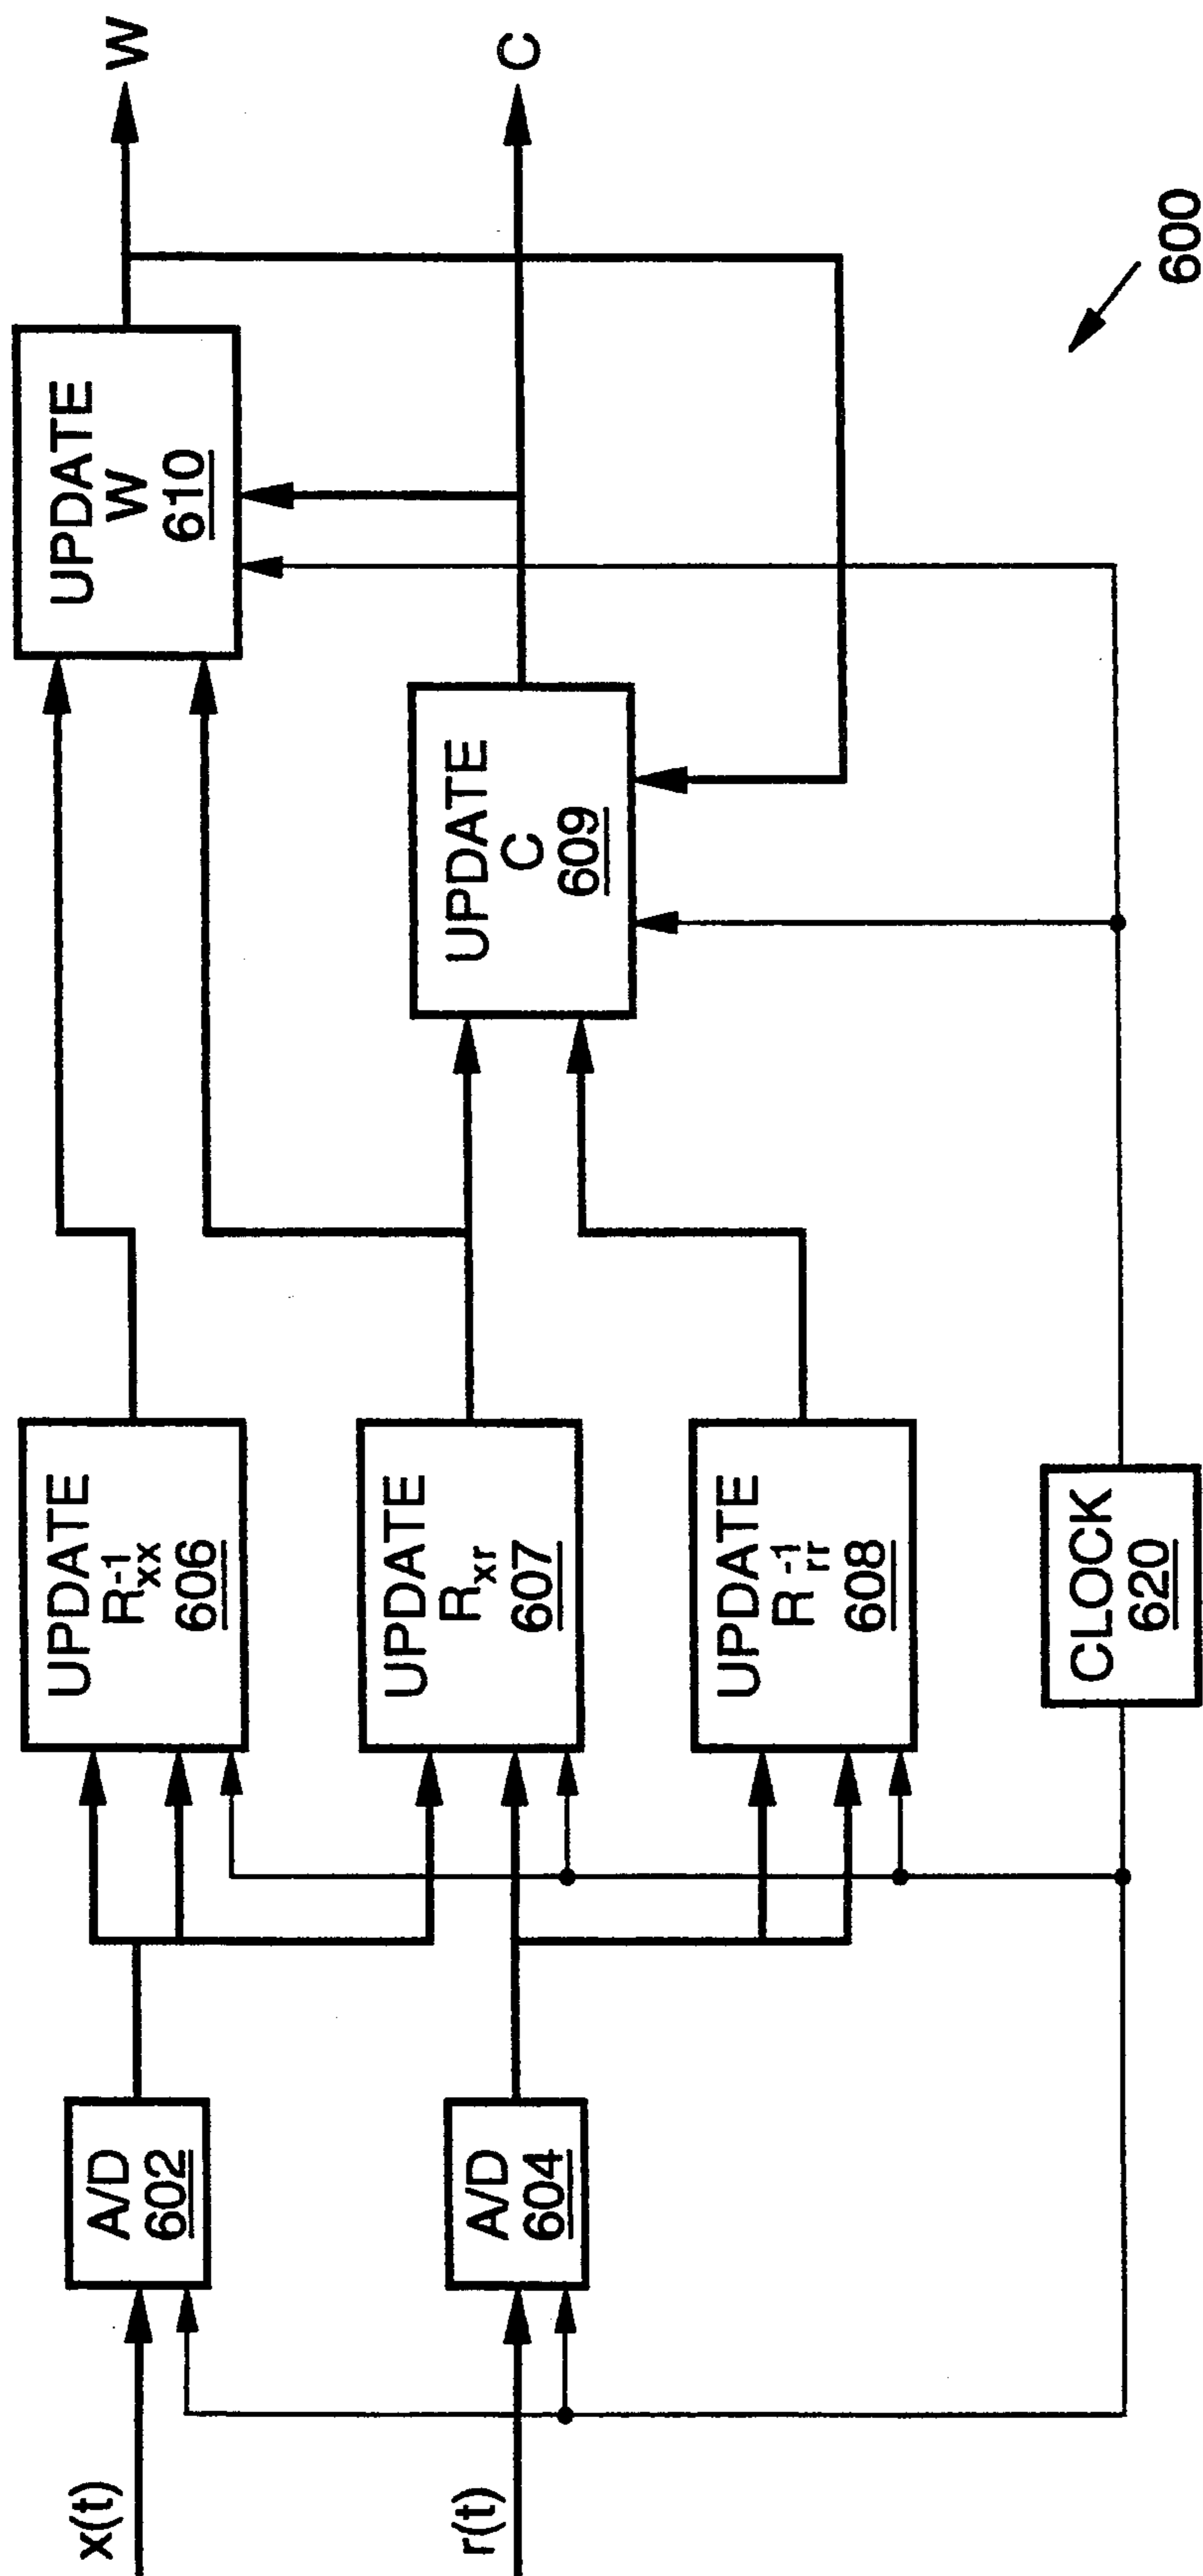 x(t)
r(t)
A/D
602
A/D
604
UPDATE
R⁻¹xx
606
UPDATE
Rxr
607
UPDATE
R⁻¹rr
608
CLOCK
620
UPDATE
C
609
UPDATE
W
610
W
C
600